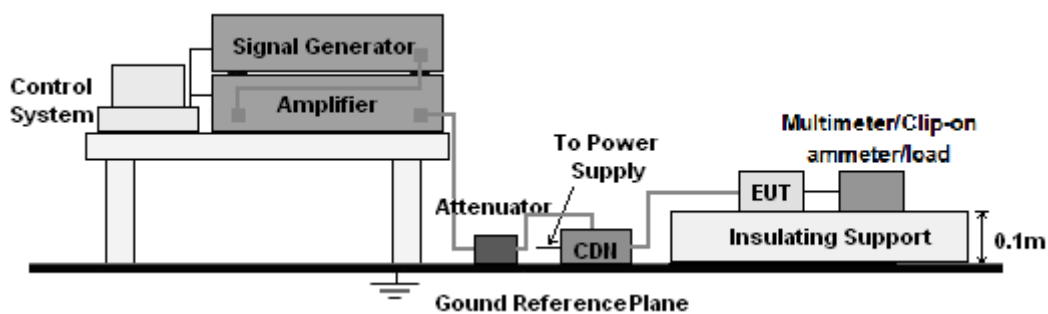 Signal Generator
Control
System
Amplifier
Multimeter/Clip-on
ammeter/load
To Power
Supply
Attenuator
EUT
CDN
Insulating Support
0.1m
Gound Reference Plane